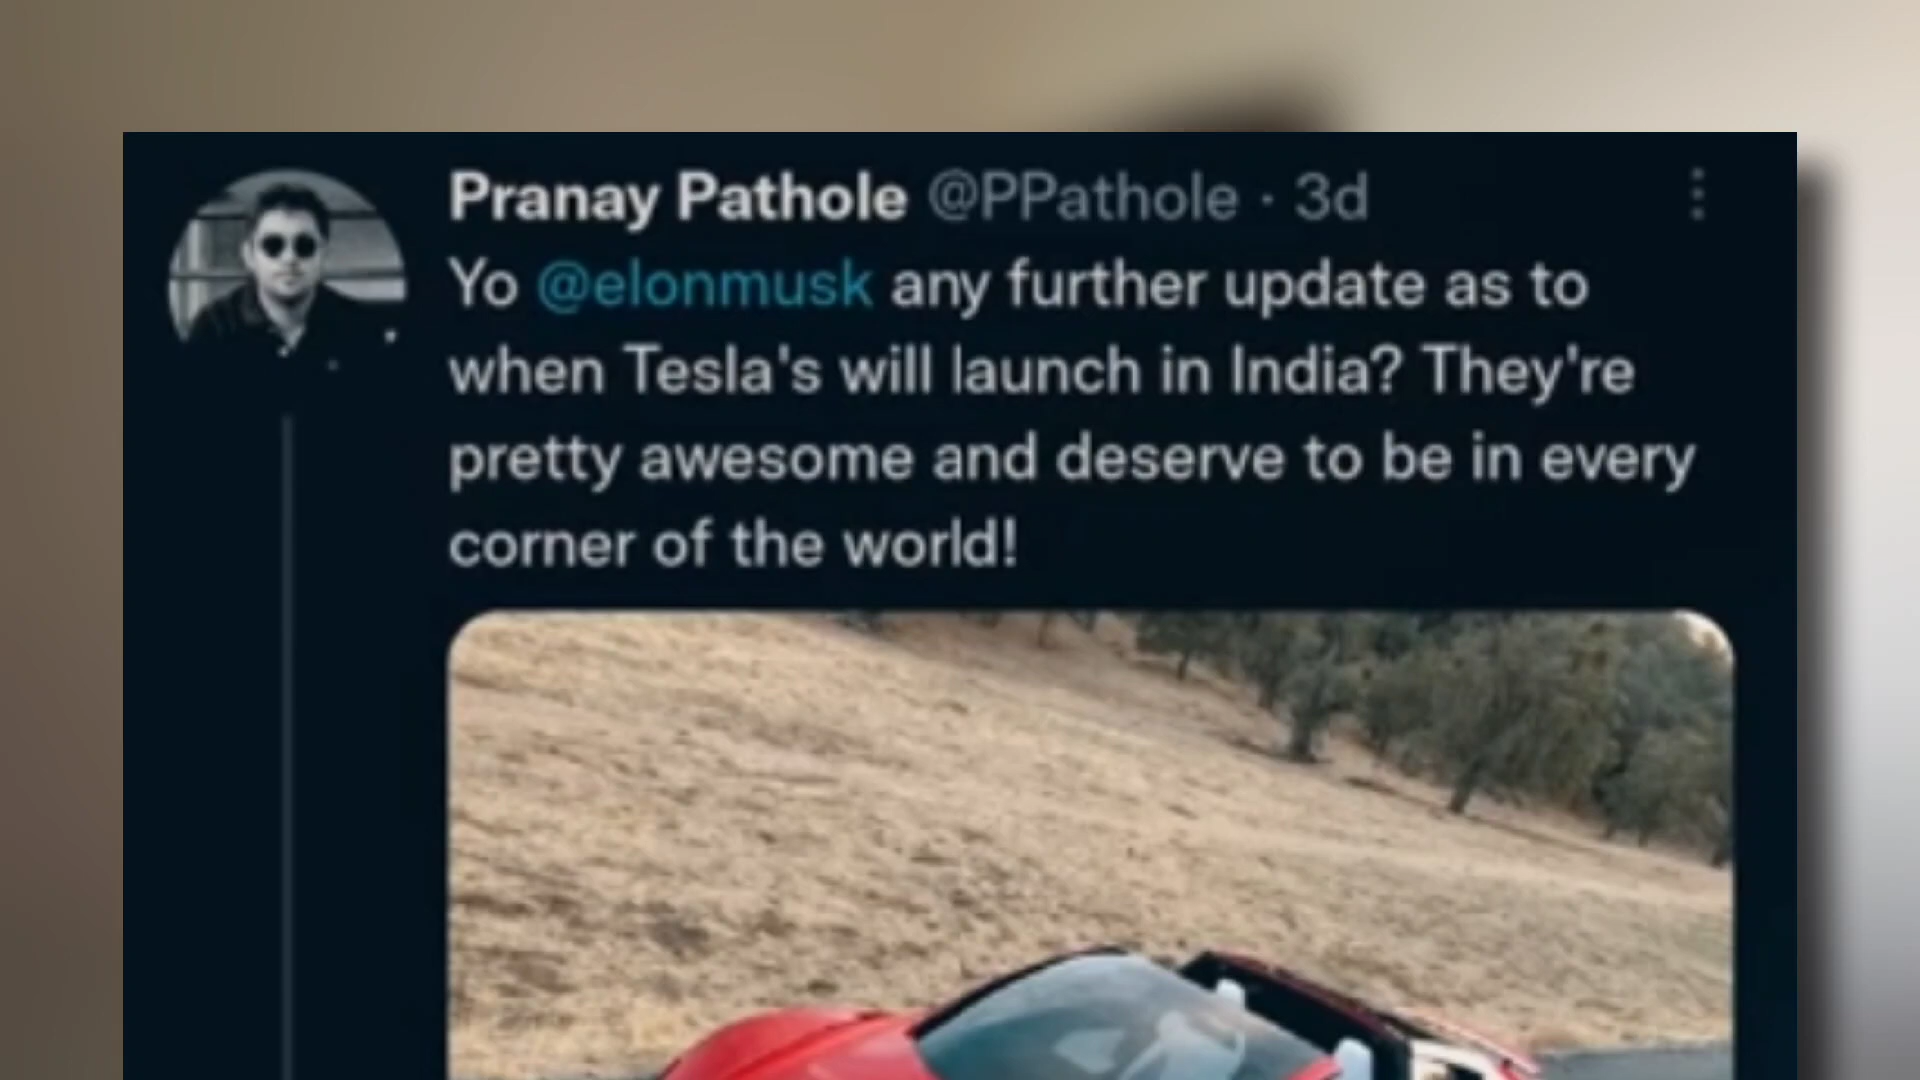 Pranay Pathole @PPathole · 3d
Yo @elonmusk any further update as to
when Tesla's will launch in India? They're
pretty awesome and deserve to be in every
corner of the world!